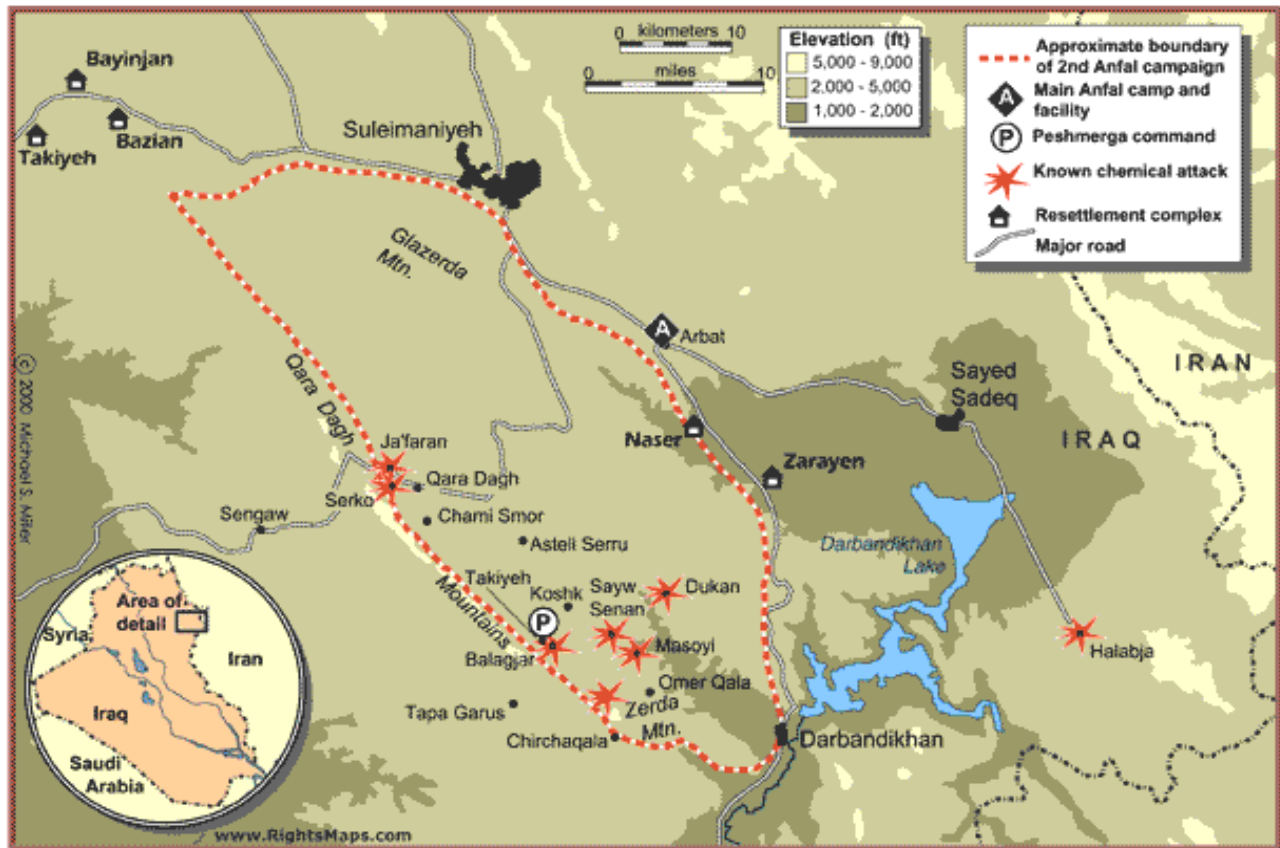 0 kilometers 10
0 miles 10
Elevation (ft)
5,000 - 9,000
2,000 - 5,000
1,000 - 2,000
Approximate boundary
of 2nd Anfal campaign
A Main Anfal camp and
facility
P Peshmerga command
Known chemical attack
Resettlement complex
Major road
Bayinjan
Takiyeh
Bazian
Suleimaniyeh
Glazerda
Mtn.
A
Arbat
IRAN
Sayed
Sadeq
IRAQ
Naser
Zarayen
Qara Dagh
Mountains
Ja'faran
Serko
Qara Dagh
Sengaw
Chami Smor
Asteli Serru
Takiyeh
Koshk
Sayw
Senan
Dukan
P
Balagjar
Masoyi
Omer Qala
Tapa Garus
Zerda
Mtn.
Chirchaqala
Darbandikhan
Darbandikhan
Lake
Halabja
© 2000 Michael S. Miller
Area of
detail
Syria
Iran
Iraq
Saudi
Arabia
www.RightsMaps.com